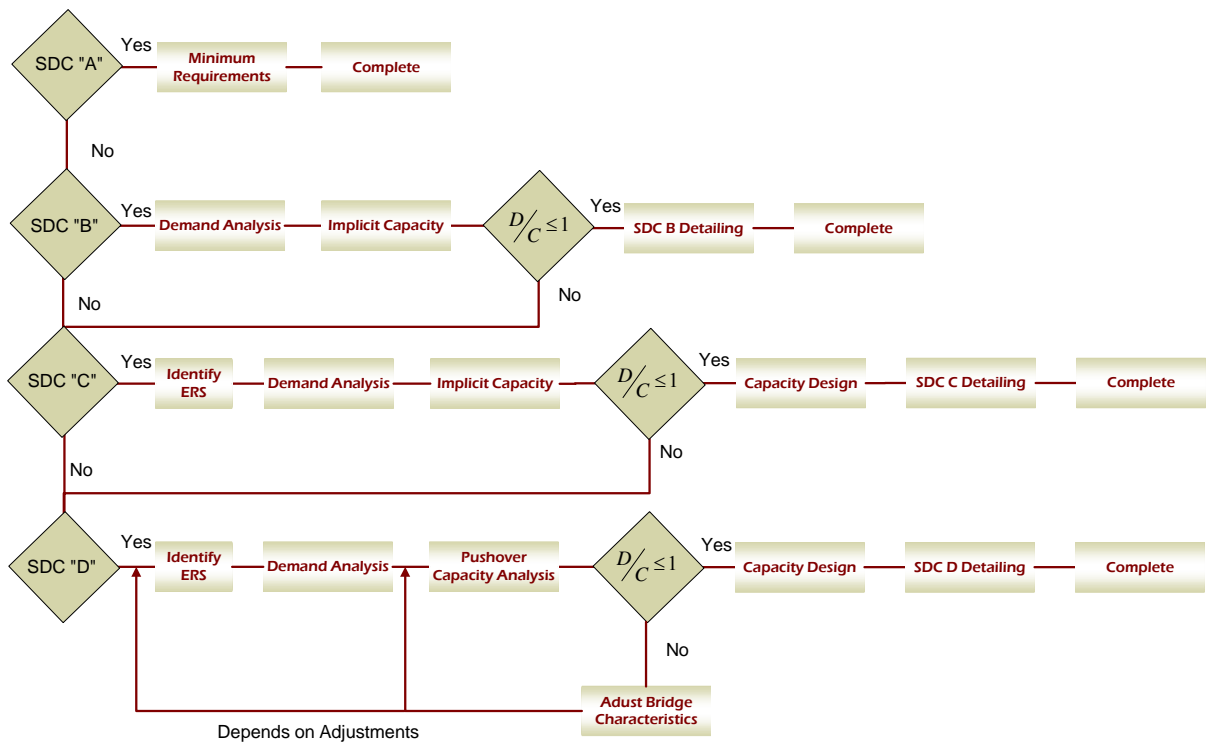 Yes
SDC "A"
Minimum
Requirements
Complete
No
Yes
SDC "B"
Demand Analysis
Implicit Capacity
D/C ≤ 1
Yes
SDC B Detailing
Complete
No
No
Yes
SDC "C"
Identify
ERS
Demand Analysis
Implicit Capacity
D/C ≤ 1
Yes
Capacity Design
SDC C Detailing
Complete
No
No
Yes
SDC "D"
Identify
ERS
Demand Analysis
Pushover
Capacity Analysis
D/C ≤ 1
Yes
Capacity Design
SDC D Detailing
Complete
No
Adust Bridge
Characteristics
Depends on Adjustments